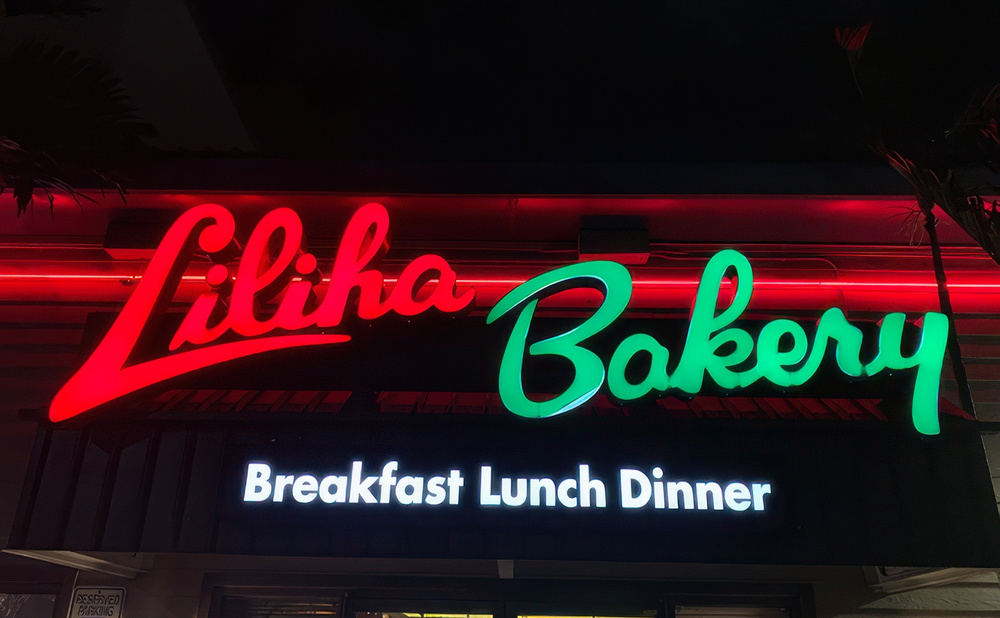 Liliha Bakery
Breakfast Lunch Dinner
RESERVED
PARKING